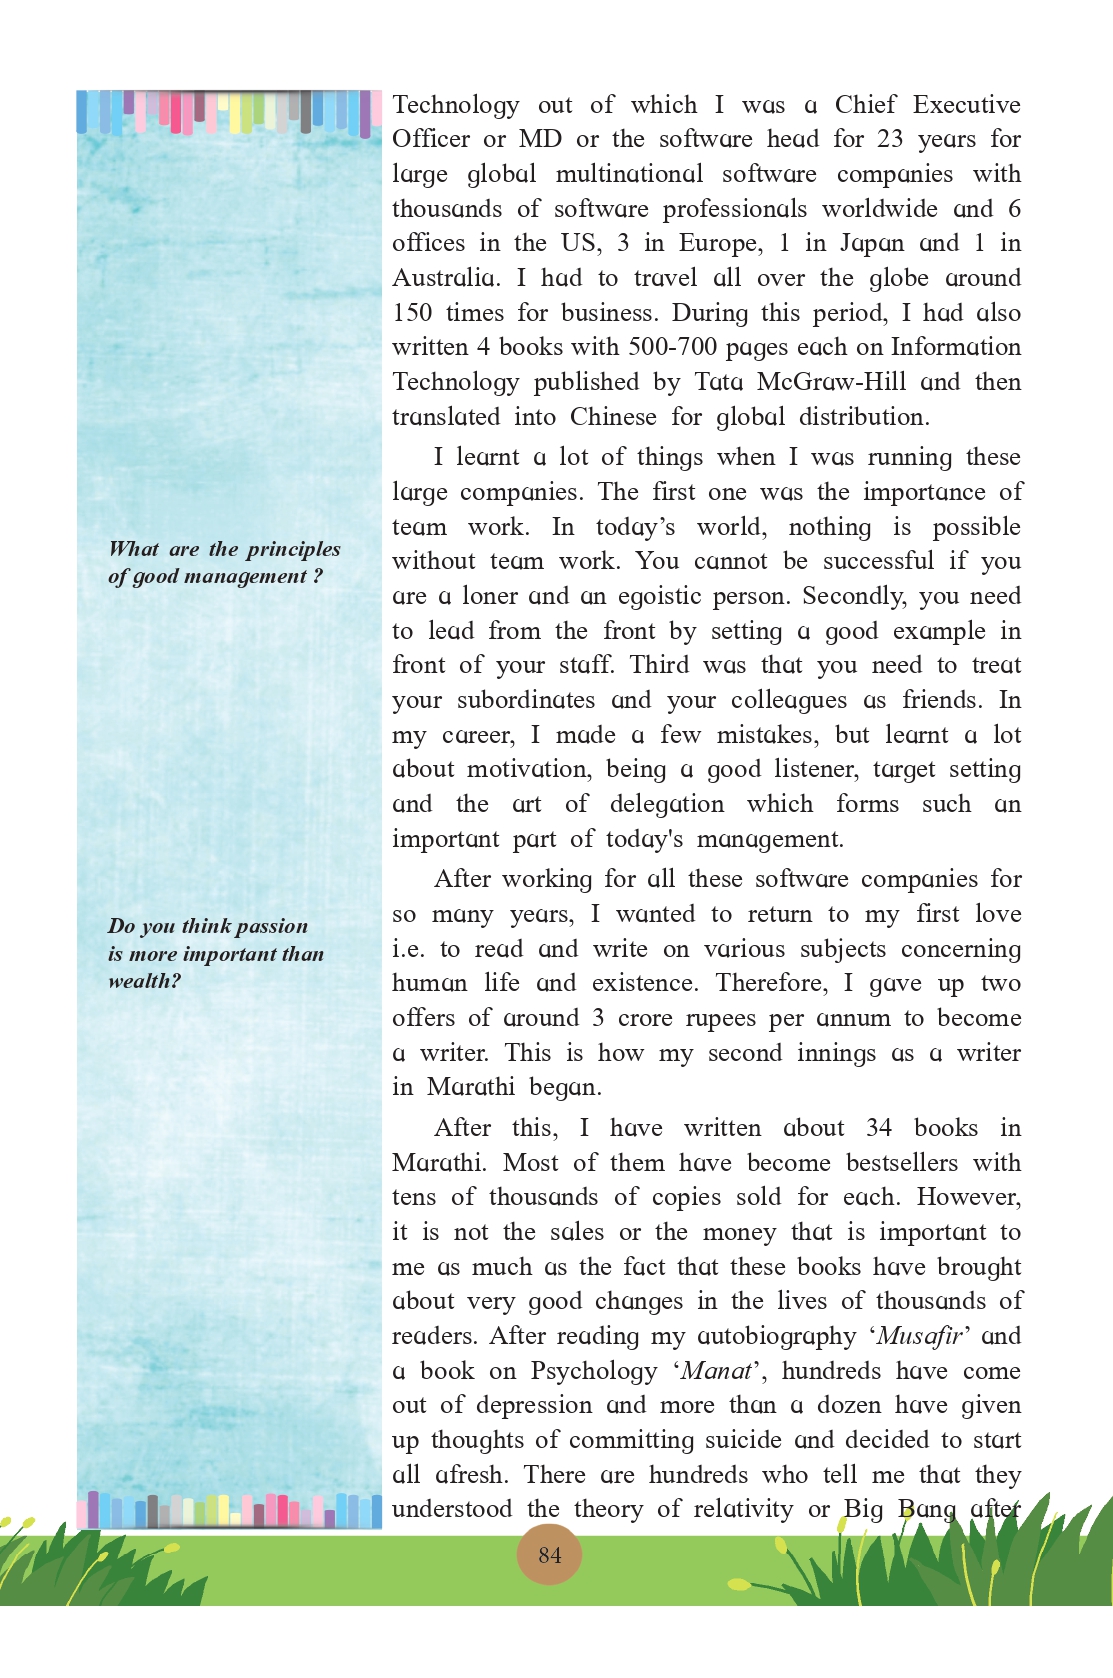 Technology out of which I was a Chief Executive
Officer or MD or the software head for 23 years for
large global multinational software companies with
thousands of software professionals worldwide and 6
offices in the US, 3 in Europe, 1 in Japan and 1 in
Australia. I had to travel all over the globe around
150 times for business. During this period, I had also
written 4 books with 500-700 pages each on Information
Technology published by Tata McGraw-Hill and then
translated into Chinese for global distribution.
I learnt a lot of things when I was running these
large companies. The first one was the importance of
team work. In today’s world, nothing is possible
without team work. You cannot be successful if you
are a loner and an egoistic person. Secondly, you need
to lead from the front by setting a good example in
front of your staff. Third was that you need to treat
your subordinates and your colleagues as friends. In
my career, I made a few mistakes, but learnt a lot
about motivation, being a good listener, target setting
and the art of delegation which forms such an
important part of today's management.
What are the principles
of good management ?
After working for all these software companies for
so many years, I wanted to return to my first love
i.e. to read and write on various subjects concerning
human life and existence. Therefore, I gave up two
offers of around 3 crore rupees per annum to become
a writer. This is how my second innings as a writer
in Marathi began.
Do you think passion
is more important than
wealth?
After this, I have written about 34 books in
Marathi. Most of them have become bestsellers with
tens of thousands of copies sold for each. However,
it is not the sales or the money that is important to
me as much as the fact that these books have brought
about very good changes in the lives of thousands of
readers. After reading my autobiography ‘Musafir’ and
a book on Psychology ‘Manat’, hundreds have come
out of depression and more than a dozen have given
up thoughts of committing suicide and decided to start
all afresh. There are hundreds who tell me that they
understood the theory of relativity or Big Bang after
84